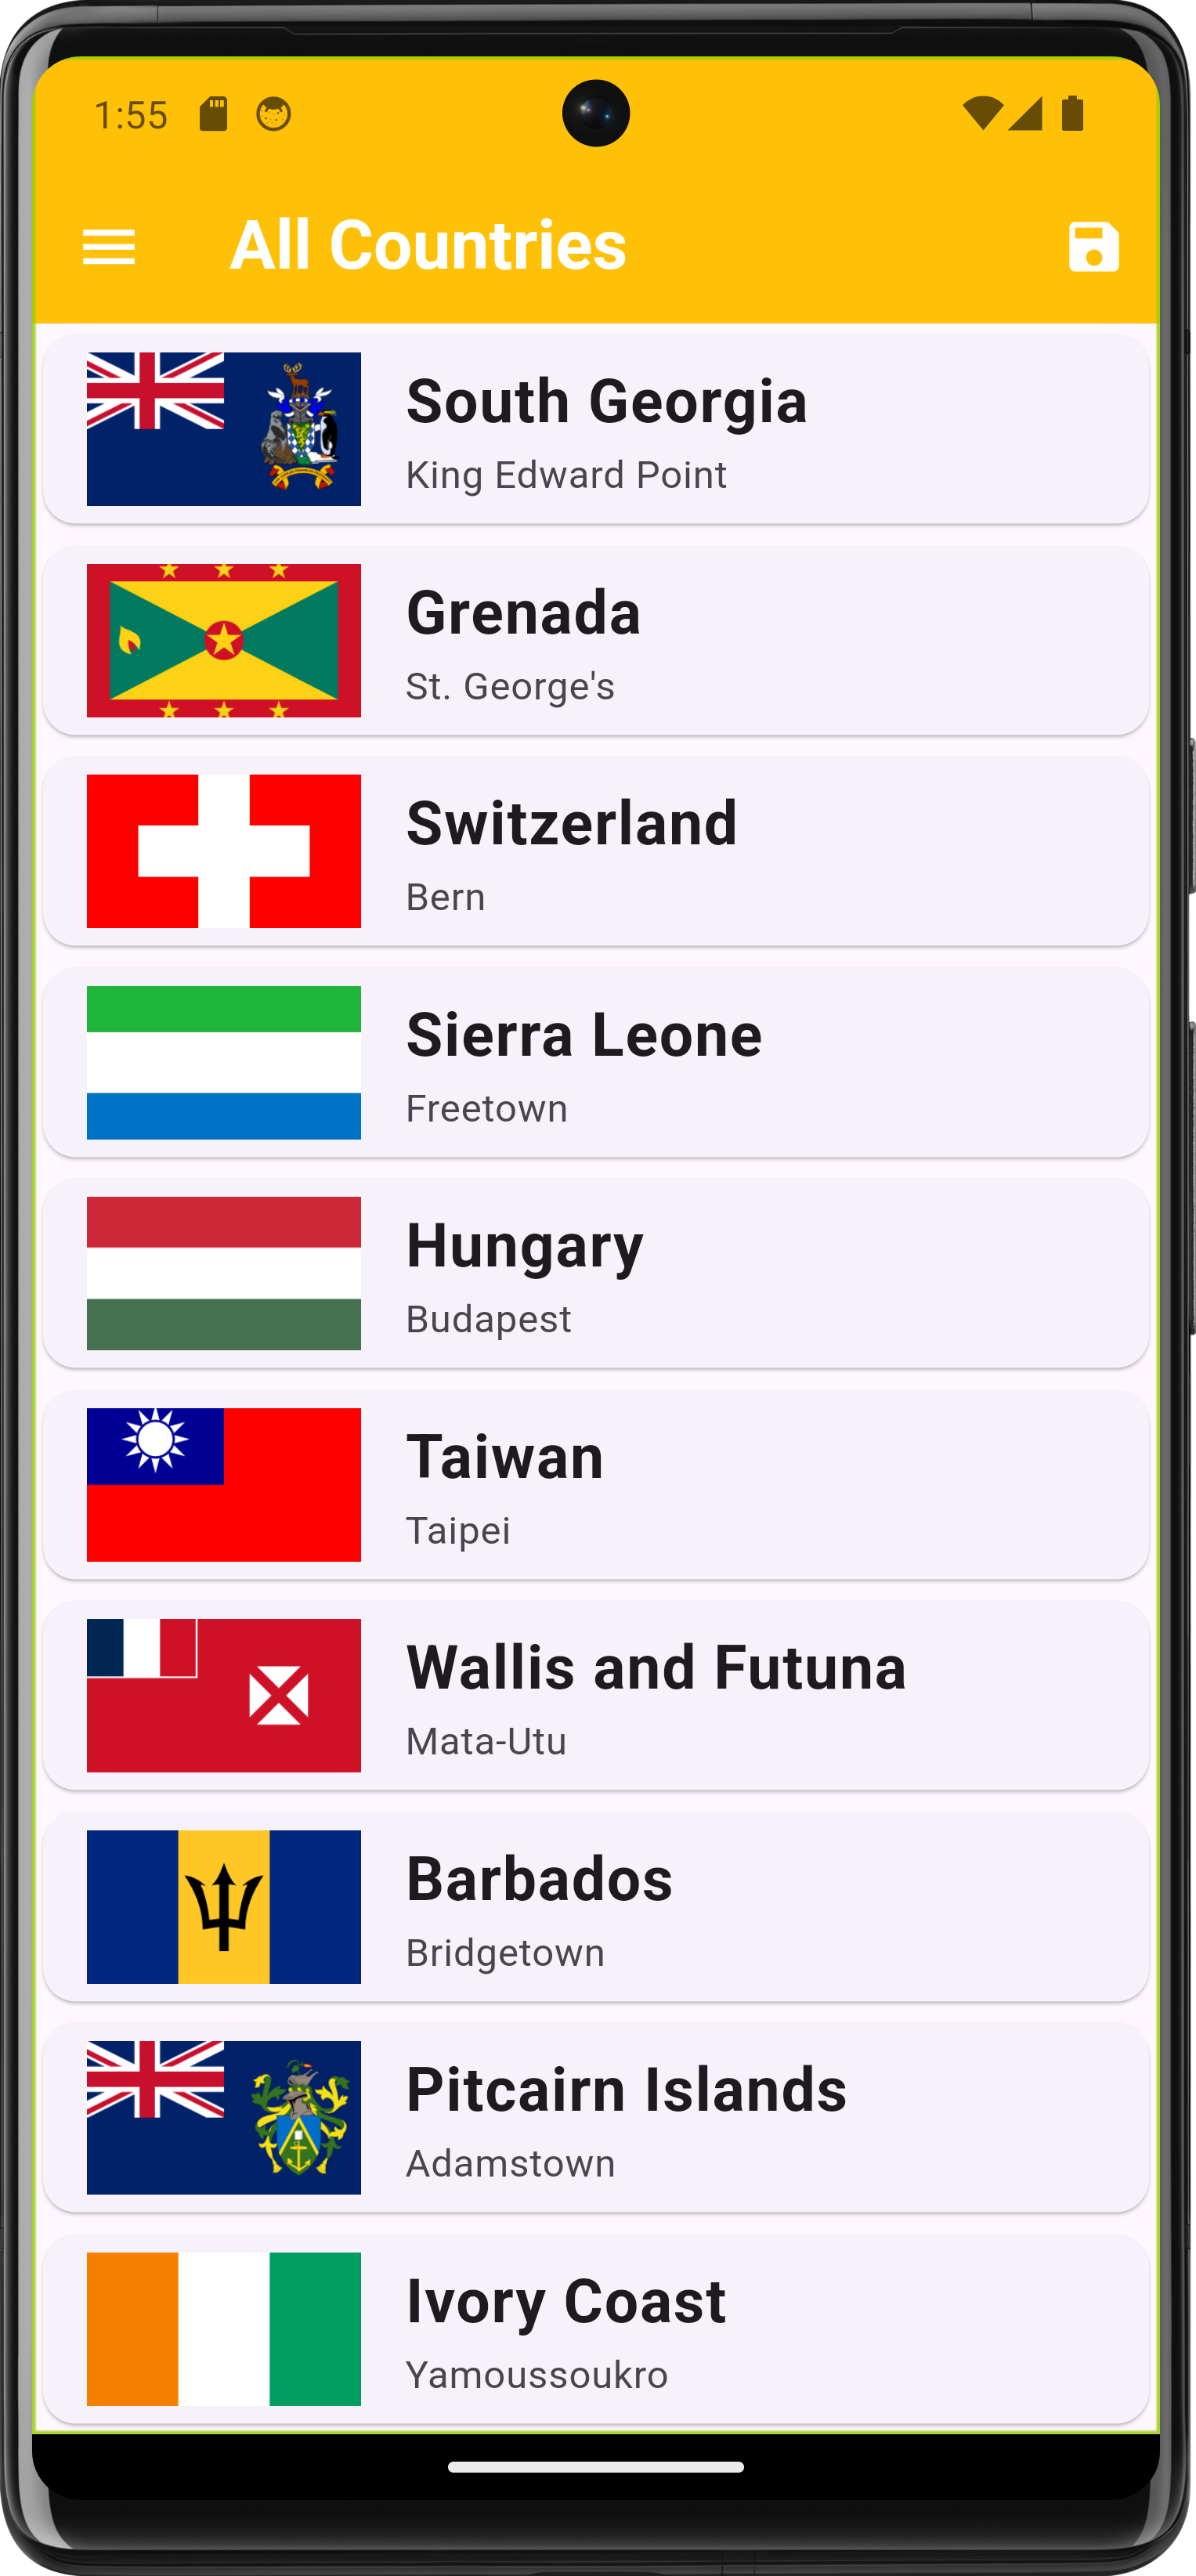 1:55
All Countries
South Georgia
King Edward Point
Grenada
St. George's
Switzerland
Bern
Sierra Leone
Freetown
Hungary
Budapest
Taiwan
Taipei
Wallis and Futuna
Mata-Utu
Barbados
Bridgetown
Pitcairn Islands
Adamstown
Ivory Coast
Yamoussoukro